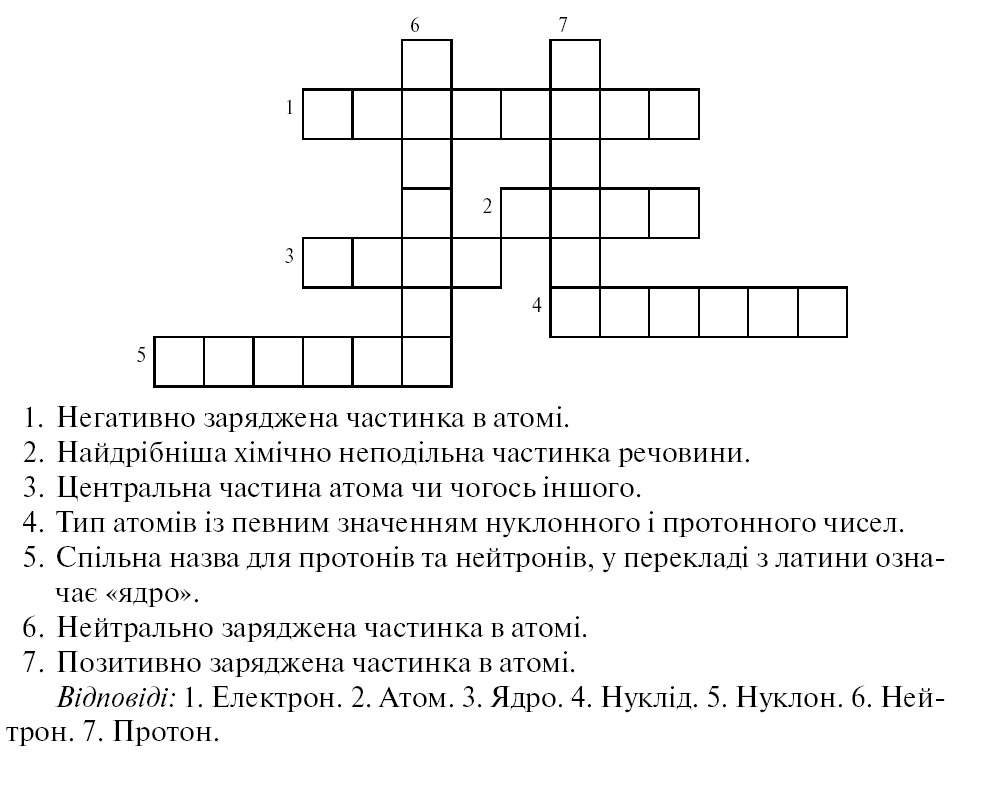 6 7
1
2
3
4
5
1. Негативно заряджена частинка в атомі.
2. Найдрібніша хімічно неподільна частинка речовини.
3. Центральна частина атома чи чогось іншого.
4. Тип атомів із певним значенням нуклонного і протонного чисел.
5. Спільна назва для протонів та нейтронів, у перекладі з латини озна-
чає «ядро».
6. Нейтрально заряджена частинка в атомі.
7. Позитивно заряджена частинка в атомі.
Відповіді: 1. Електрон. 2. Атом. 3. Ядро. 4. Нуклід. 5. Нуклон. 6. Ней-
трон. 7. Протон.